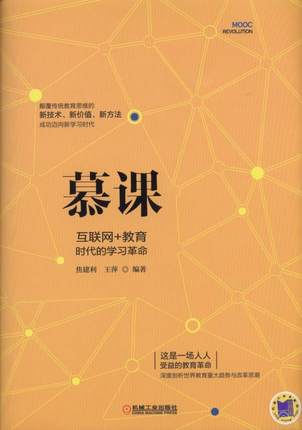 MOOC
REVOLUTION
颠覆传统教育思维的
新技术、新价值、新方法
成功迈向新学习时代
慕课
互联网+教育
时代的学习革命
焦建利 王萍 ◎ 编著
这是一场人人
受益的教育革命
深度剖析世界教育重大趋势与改革浪潮
机械工业出版社
CHINA MACHINE PRESS